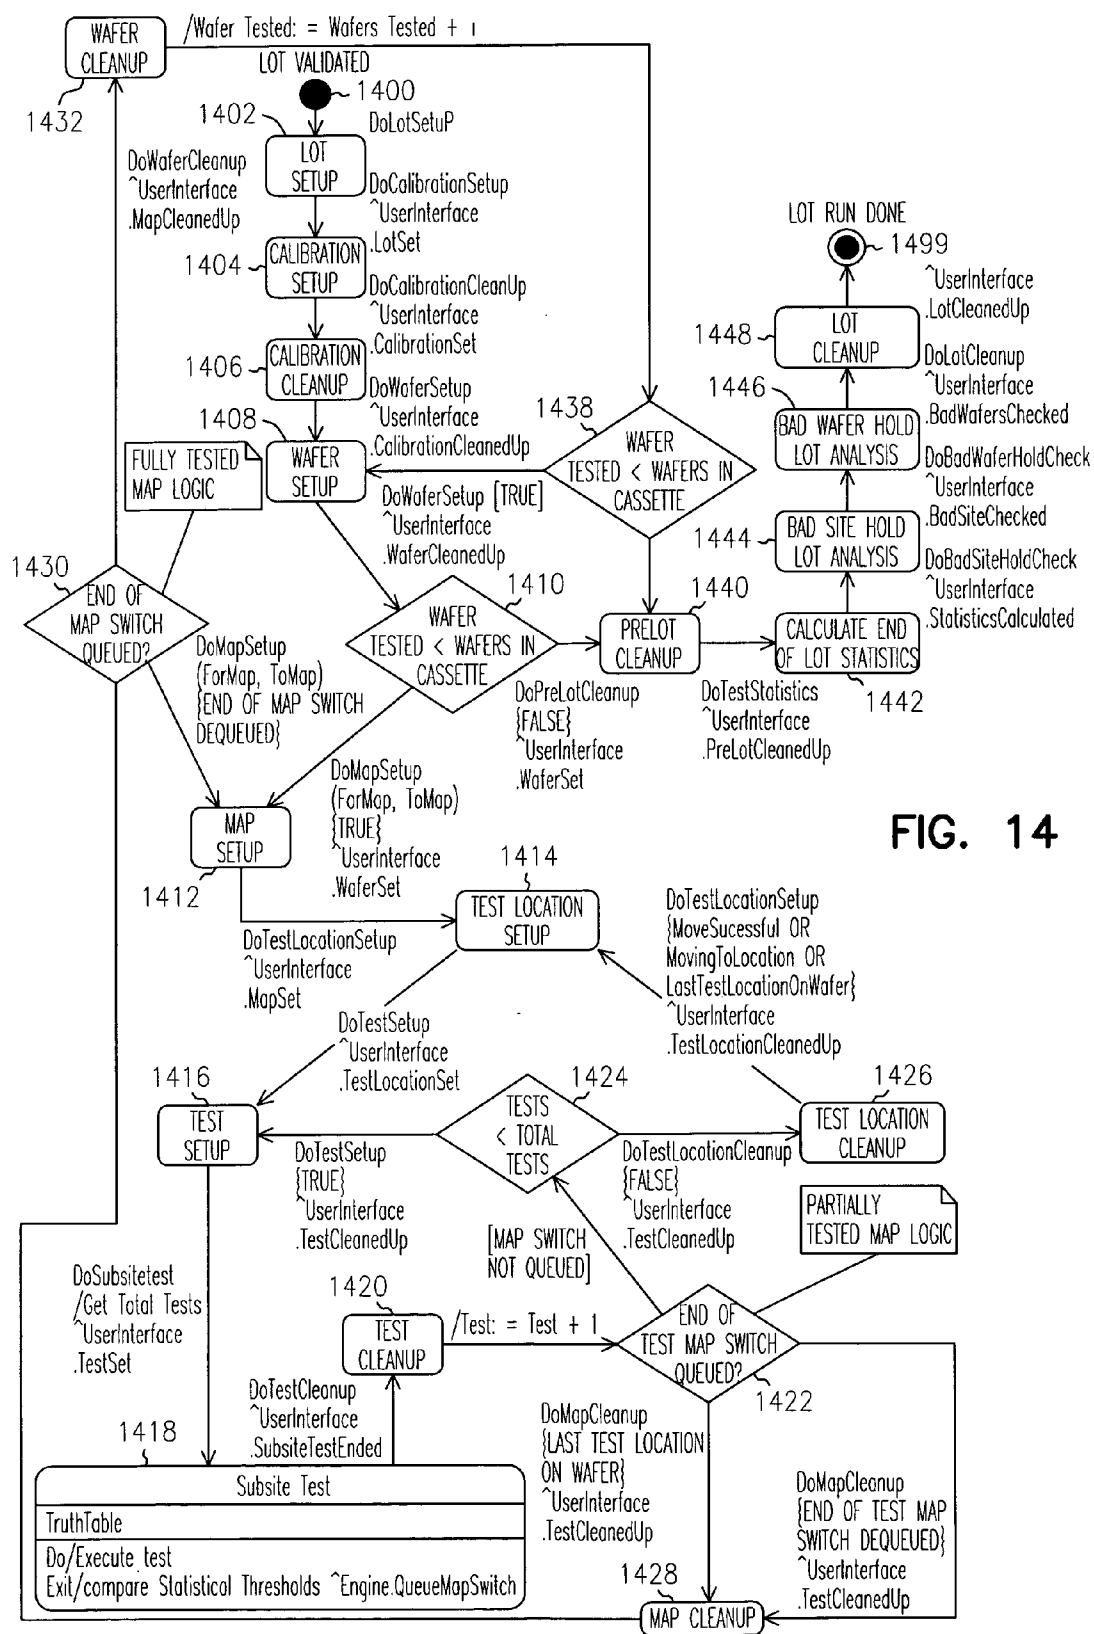 WAFER
CLEANUP
1432
/Wafer Tested: = Wafers Tested + 1
LOT VALIDATED
1400
DoLotSetuP
1402
LOT
SETUP
DoWaferCleanup
^UserInterface
.MapCleanedUp
DoCalibrationSetup
^UserInterface
.LotSet
1404
CALIBRATION
SETUP
DoCalibrationCleanUp
^UserInterface
.CalibrationSet
1406
CALIBRATION
CLEANUP
DoWaferSetup
^UserInterface
.CalibrationCleanedUp
1408
WAFER
SETUP
FULLY TESTED
MAP LOGIC
1438
WAFER
TESTED < WAFERS IN
CASSETTE
DoWaferSetup [TRUE]
^UserInterface
.WaferCleanedUp
LOT RUN DONE
1499
^UserInterface
.LotCleanedUp
1448
LOT
CLEANUP
DoLotCleanup
^UserInterface
.BadWafersChecked
1446
BAD WAFER HOLD
LOT ANALYSIS
DoBadWaferHoldCheck
^UserInterface
.BadSiteChecked
1444
BAD SITE HOLD
LOT ANALYSIS
DoBadSiteHoldCheck
^UserInterface
.StatisticsCalculated
1430
END OF
MAP SWITCH
QUEUED?
DoMapSetup
(ForMap, ToMap)
{END OF MAP SWITCH
DEQUEUED}
1410
WAFER
TESTED < WAFERS IN
CASSETTE
1440
PRELOT
CLEANUP
CALCULATE END
OF LOT STATISTICS
1442
DoPreLotCleanup
{FALSE}
^UserInterface
.WaferSet
DoTestStatistics
^UserInterface
.PreLotCleanedUp
DoMapSetup
(ForMap, ToMap)
{TRUE}
^UserInterface
.WaferSet
MAP
SETUP
1412
FIG. 14
1414
TEST LOCATION
SETUP
DoTestLocationSetup
^UserInterface
.MapSet
DoTestLocationSetup
{MoveSucessful OR
MovingToLocation OR
LastTestLocationOnWafer}
^UserInterface
.TestLocationCleanedUp
DoTestSetup
^UserInterface
.TestLocationSet
1416
TEST
SETUP
1424
TESTS
< TOTAL
TESTS
1426
TEST LOCATION
CLEANUP
DoTestSetup
{TRUE}
^UserInterface
.TestCleanedUp
DoTestLocationCleanup
{FALSE}
^UserInterface
.TestCleanedUp
PARTIALLY
TESTED MAP LOGIC
[MAP SWITCH
NOT QUEUED]
DoSubsitetest
/Get Total Tests
^UserInterface
.TestSet
1420
TEST
CLEANUP
/Test: = Test + 1
END OF
TEST MAP SWITCH
QUEUED?
1422
DoTestCleanup
^UserInterface
.SubsiteTestEnded
DoMapCleanup
{LAST TEST LOCATION
ON WAFER}
^UserInterface
.TestCleanedUp
DoMapCleanup
{END OF TEST MAP
SWITCH DEQUEUED}
^UserInterface
.TestCleanedUp
1418
Subsite Test
TruthTable
Do/Execute test
Exit/compare Statistical Thresholds ^Engine.QueueMapSwitch
1428
MAP CLEANUP